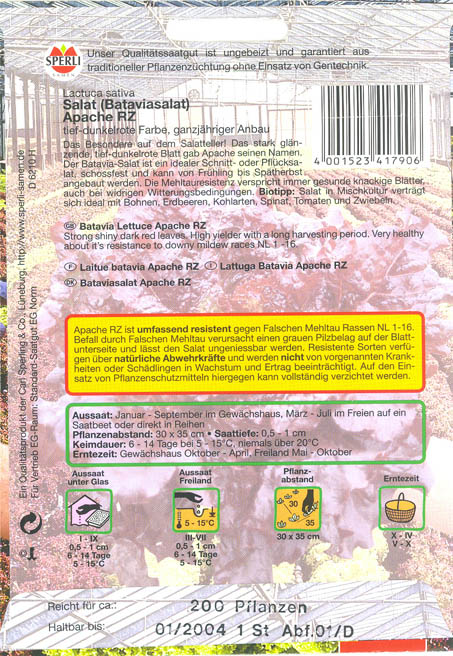 SPERLI
SAMEN
Unser Qualitätssaatgut ist ungebeizt und garantiert aus
traditioneller Pflanzenzüchtung ohne Einsatz von Gentechnik.
Lactuca sativa
Salat (Bataviasalat)
Apache RZ
tief-dunkelrote Farbe, ganzjähriger Anbau
Das Besondere auf dem Salatteller! Das stark glän-
zende, tief-dunkelrote Blatt gab Apache seinen Namen.
Der Batavia-Salat ist ein idealer Schnitt- oder Pflücksa-
lat, schossfest und kann von Frühling bis Spätherbst
angebaut werden. Die Mehltauresistenz verspricht immer gesunde knackige Blätter,
auch bei widrigen Witterungsbedingungen. Biotipp: Salat in Mischkultur verträgt
sich ideal mit Bohnen, Erdbeeren, Kohlarten, Spinat, Tomaten und Zwiebeln.
4 001523 417906
GB Batavia Lettuce Apache RZ
Strong shiny dark red leaves. High yielder with a long harvesting period. Very healthy
about it's resistance to downy mildew races NL 1 -16.
F Laitue batavia Apache RZ I Lattuga Batavia Apache RZ
DK Bataviasalat Apache RZ
Apache RZ ist umfassend resistent gegen Falschen Mehltau Rassen NL 1-16.
Befall durch Falschen Mehltau verursacht einen grauen Pilzbelag auf der Blatt-
unterseite und lässt den Salat ungeniessbar werden. Resistente Sorten verfü-
gen über natürliche Abwehrkräfte und werden nicht von vorgenannten Krank-
heiten oder Schädlingen in Wachstum und Ertrag beeinträchtigt. Auf den Ein-
satz von Pflanzenschutzmitteln hiergegen kann vollständig verzichtet werden.
Aussaat: Januar - September im Gewächshaus, März - Juli im Freien auf ein
Saatbeet oder direkt in Reihen
Pflanzenabstand: 30 x 35 cm • Saattiefe: 0,5 - 1 cm
Keimdauer: 6 - 14 Tage bei 5 - 15°C, niemals über 20°C
Erntezeit: Gewächshaus Oktober - April, Freiland Mai - Oktober
Aussaat
unter Glas
I - IX
0,5 - 1 cm
6 - 14 Tage
5 - 15°C
Aussaat
Freiland
5 - 15°C
III-VII
0,5 - 1 cm
6 - 14 Tage
5 - 15°C
Pflanz-
abstand
30
35
30 x 35 cm
Erntezeit
X - IV
V - X
Ein Qualitätsprodukt der Carl Sperling & Co., Lüneburg, http://www.sperli-samen.de
Für Vertrieb EG-Raum: Standard-Saatgut EG Norm
D 6210 H
Reicht für ca.: 200 Pflanzen
Haltbar bis: 01/2004 1 St Abf.01/D